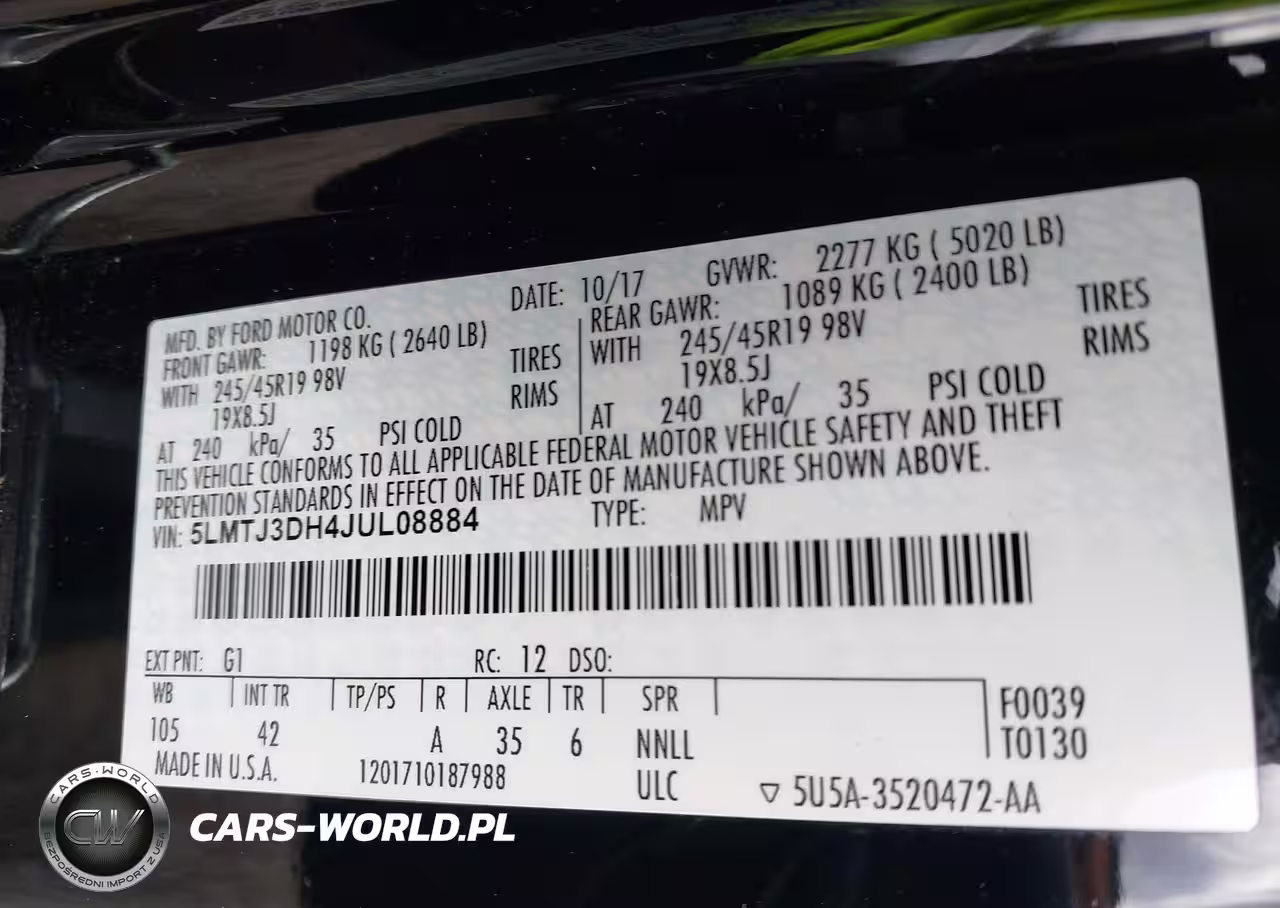 MFD. BY FORD MOTOR CO. DATE: 10/17 GVWR: 2277 KG ( 5020 LB)
FRONT GAWR: 1198 KG ( 2640 LB)
WITH 245/45R19 98V TIRES
19X8.5J RIMS
AT 240 kPa/ 35 PSI COLD
REAR GAWR: 1089 KG ( 2400 LB)
WITH 245/45R19 98V TIRES
19X8.5J RIMS
AT 240 kPa/ 35 PSI COLD
THIS VEHICLE CONFORMS TO ALL APPLICABLE FEDERAL MOTOR VEHICLE SAFETY AND THEFT
PREVENTION STANDARDS IN EFFECT ON THE DATE OF MANUFACTURE SHOWN ABOVE.
VIN: 5LMTJ3DH4JUL08884 TYPE: MPV
EXT PNT: G1 RC: 12 DSO:
WB INT TR TP/PS R AXLE TR SPR F0039
105 42 A 35 6 NNLL T0130
MADE IN U.S.A. 1201710187988 ULC 5U5A-3520472-AA
CARS-WORLD
CW
BEZPOŚREDNI IMPORT Z USA
CARS-WORLD.PL